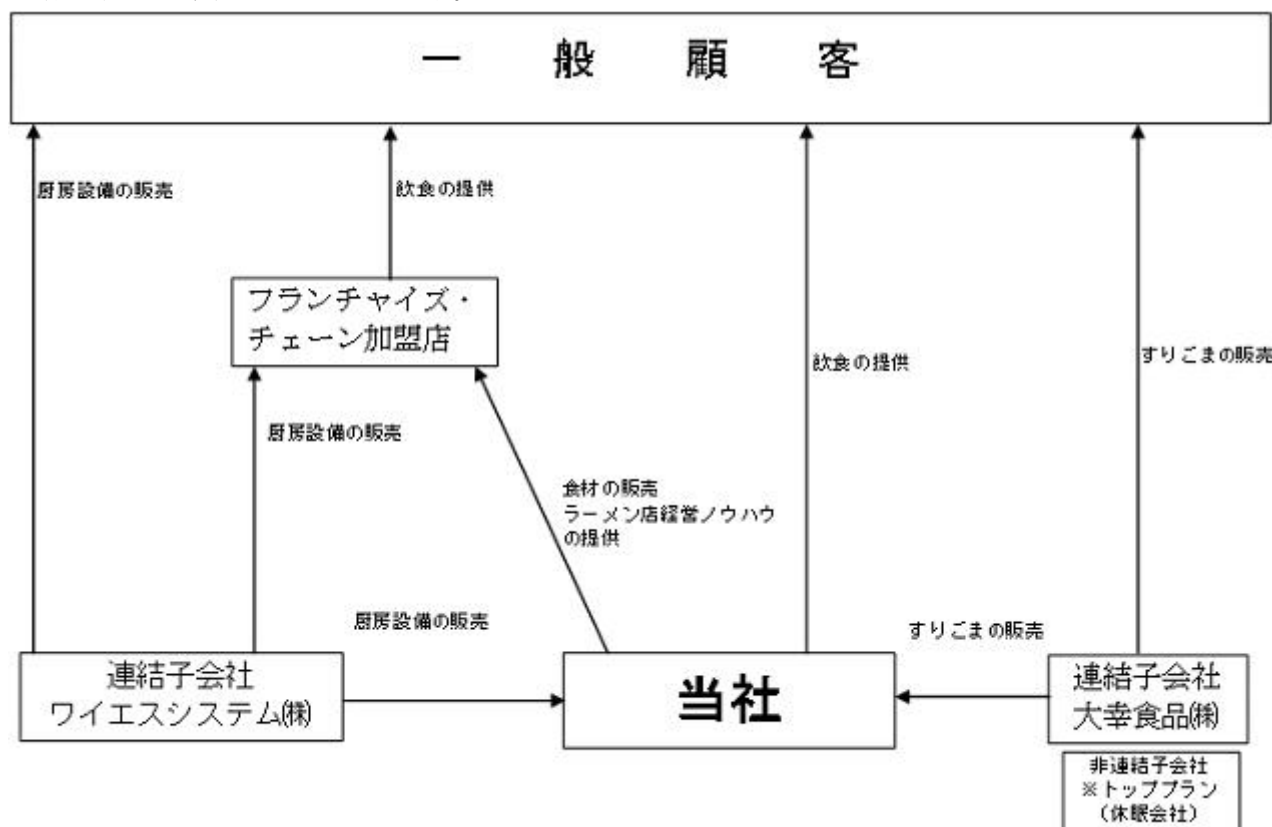 一般顧客
厨房設備の販売
飲食の提供
フランチャイズ・
チェーン加盟店
飲食の提供
すりごまの販売
厨房設備の販売
食材の販売
ラーメン店経営ノウハウ
の提供
厨房設備の販売
すりごまの販売
連結子会社
ワイエスシステム㈱
当社
連結子会社
大幸食品㈱
非連結子会社
※トッププラン
(休眠会社)